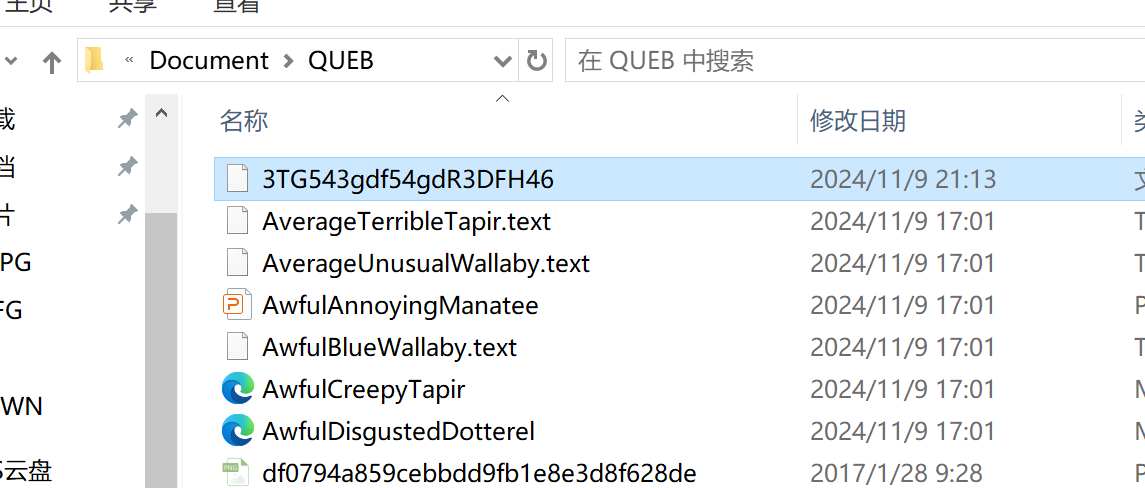 主页 共享 查看
« Document > QUEB 在 QUEB 中搜索
载
名称 修改日期
档
3TG543gdf54gdR3DFH46 2024/11/9 21:13
片
AverageTerribleTapir.text 2024/11/9 17:01 T
PG
AverageUnusualWallaby.text 2024/11/9 17:01 T
FG
AwfulAnnoyingManatee 2024/11/9 17:01 P
AwfulBlueWallaby.text 2024/11/9 17:01 T
WN
AwfulCreepyTapir 2024/11/9 17:01
AwfulDisgustedDotterel 2024/11/9 17:01
S云盘
PNG
df0794a859cebbdd9fb1e8e3d8f628de 2017/1/28 9:28 P